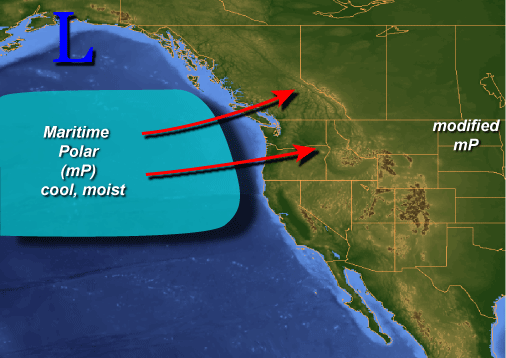 L
Maritime
Polar
(mP)
cool, moist
modified
mP